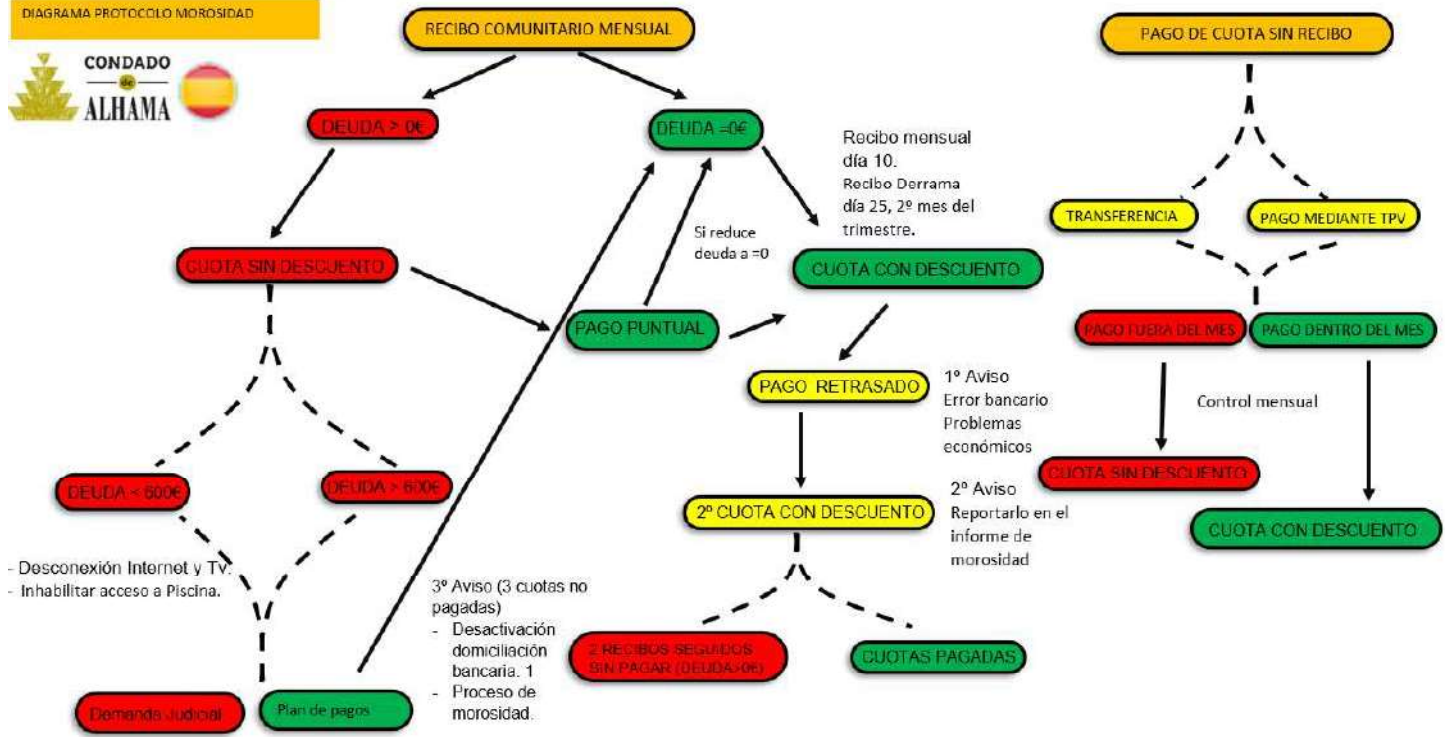 DIAGRAMA PROTOCOLO MOROSIDAD
CONDADO
de
ALHAMA
RECIBO COMUNITARIO MENSUAL
DEUDA > 0€
DEUDA =0€
Recibo mensual
día 10.
Recibo Derrama
día 25, 2º mes del
trimestre.
Si reduce
deuda a =0
CUOTA SIN DESCUENTO
CUOTA CON DESCUENTO
PAGO PUNTUAL
PAGO RETRASADO
1º Aviso
Error bancario
Problemas
económicos
DEUDA < 600€
DEUDA > 600€
2º CUOTA CON DESCUENTO
2º Aviso
Reportarlo en el
informe de
morosidad
- Desconexión Internet y Tv.
- Inhabilitar acceso a Piscina.
3º Aviso (3 cuotas no
pagadas)
- Desactivación
domiciliación
bancaria. 1
- Proceso de
morosidad.
2 RECIBOS SEGUIDOS
SIN PAGAR (DEUDA>0€)
CUOTAS PAGADAS
Demanda Judicial
Plan de pagos
PAGO DE CUOTA SIN RECIBO
TRANSFERENCIA
PAGO MEDIANTE TPV
PAGO FUERA DEL MES
PAGO DENTRO DEL MES
Control mensual
CUOTA SIN DESCUENTO
CUOTA CON DESCUENTO